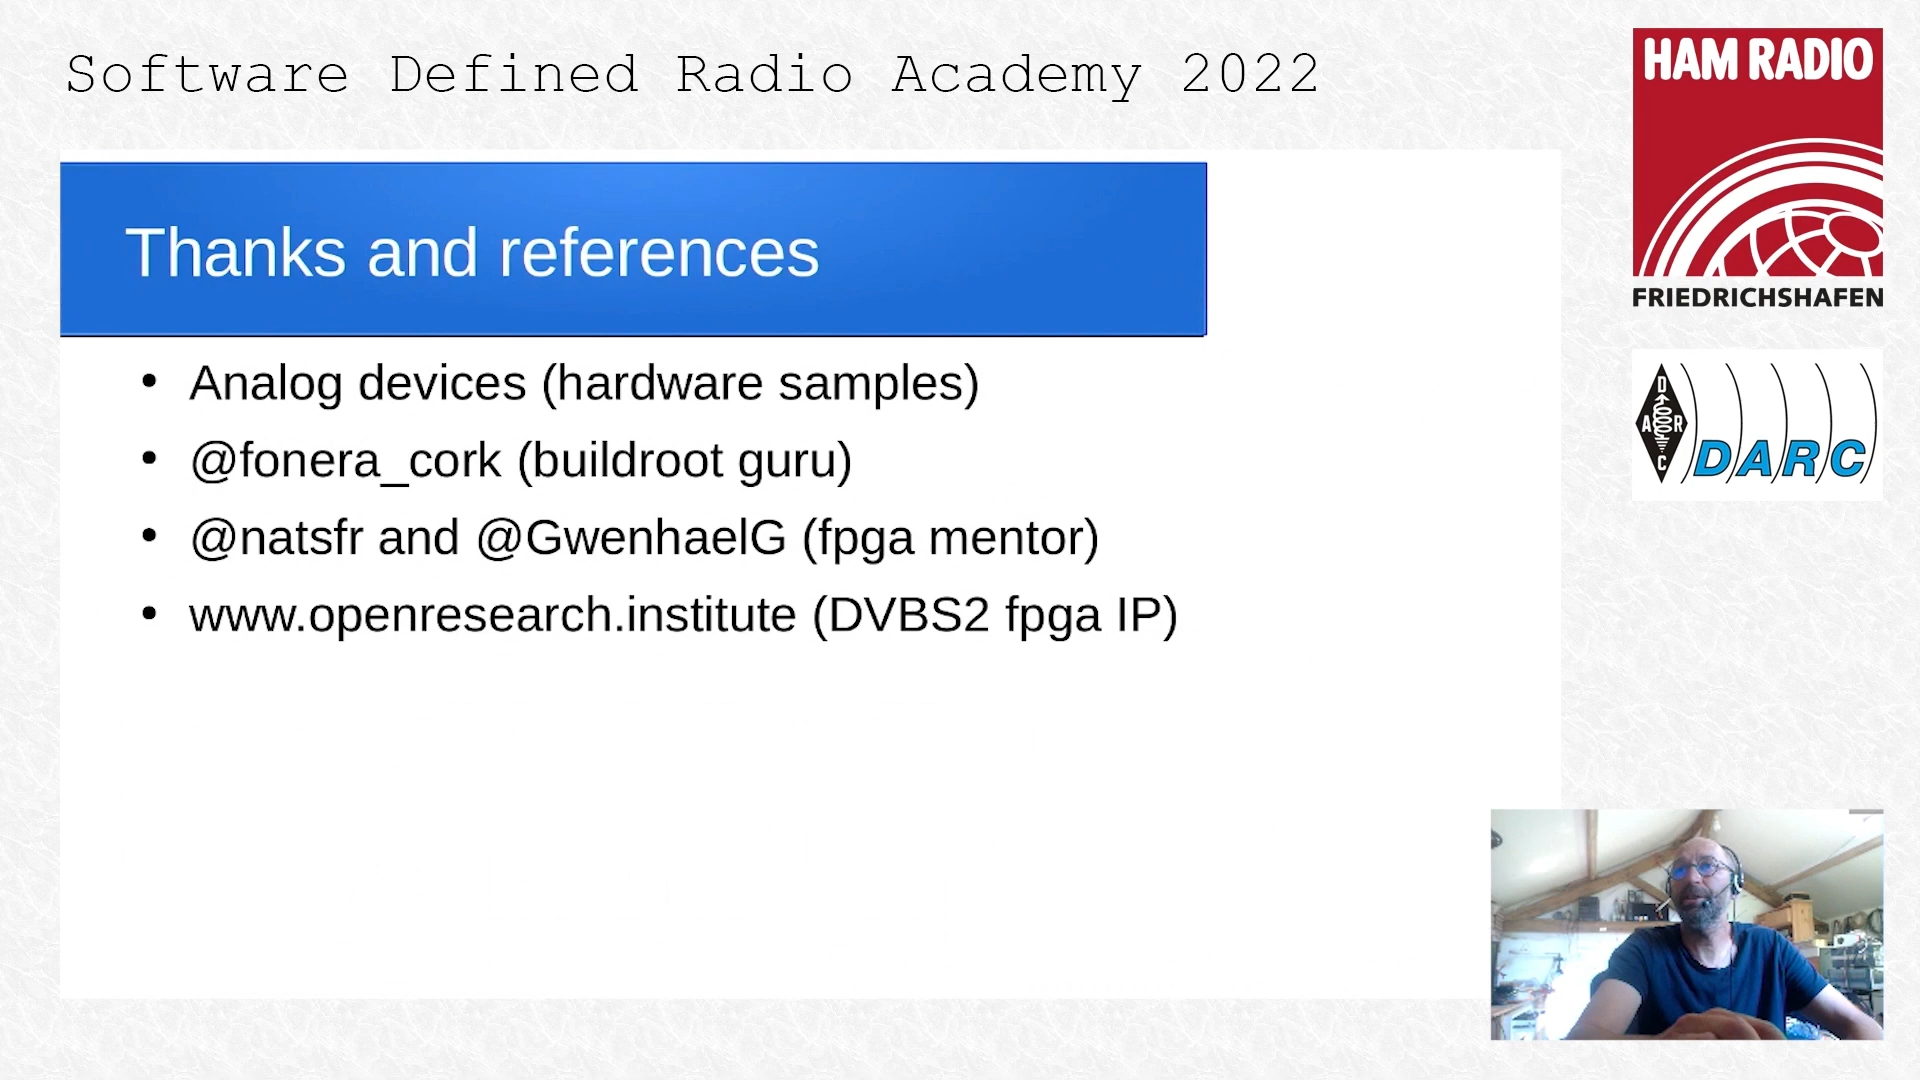 Software Defined Radio Academy 2022
HAM RADIO
FRIEDRICHSHAFEN
D
A R
C
DARC
Thanks and references
• Analog devices (hardware samples)
• @fonera_cork (buildroot guru)
• @natsfr and @GwenhaelG (fpga mentor)
• www.openresearch.institute (DVBS2 fpga IP)